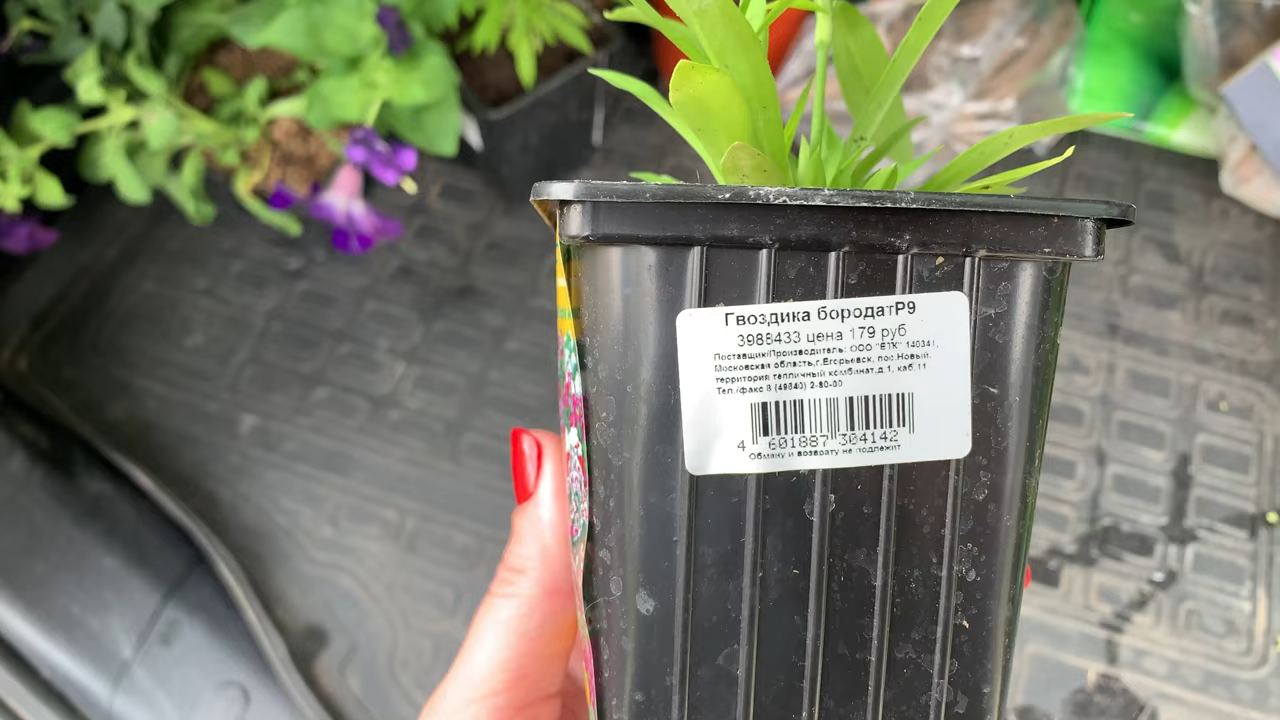 Гвоздика бородатР9
3988433 цена 179 руб
Поставщик/Производитель: ООО "ЕТК" 140341,
Московская область,г.Егорьевск, пос.Новый,
территория тепличный комбинат,д.1, каб.11
Тел./факс 8 (49640) 2-80-00
4 601887 304142
Обмену и возврату не подлежит